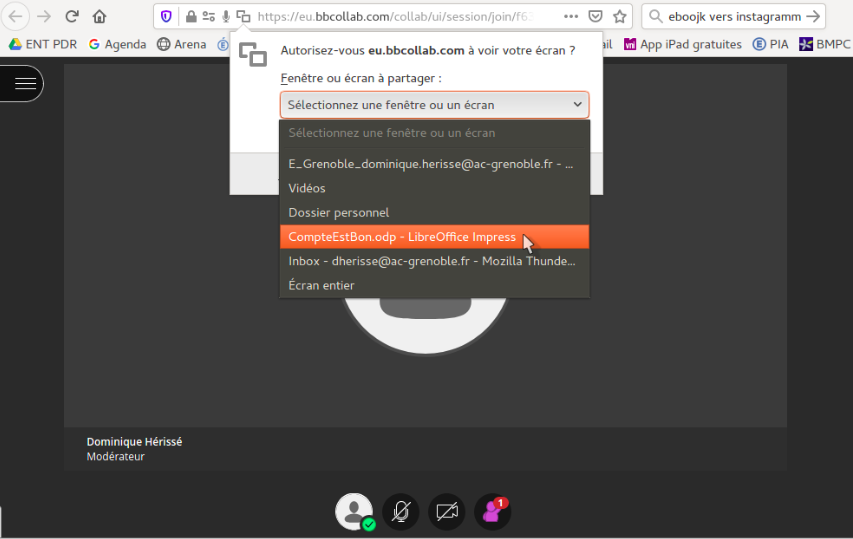 https://eu.bbcollab.com/collab/ui/session/join/f6
eboojk vers instagramm
ENT PDR
Agenda
Arena
ail
App iPad gratuites
PIA
BMPC
Autorisez-vous eu.bbcollab.com à voir votre écran ?
Fenêtre ou écran à partager :
Sélectionnez une fenêtre ou un écran
Sélectionnez une fenêtre ou un écran
E_Grenoble_dominique.herisse@ac-grenoble.fr - ...
Vidéos
Dossier personnel
CompteEstBon.odp - LibreOffice Impress
Inbox - dherisse@ac-grenoble.fr - Mozilla Thunde...
Écran entier
Dominique Hérissé
Modérateur
1